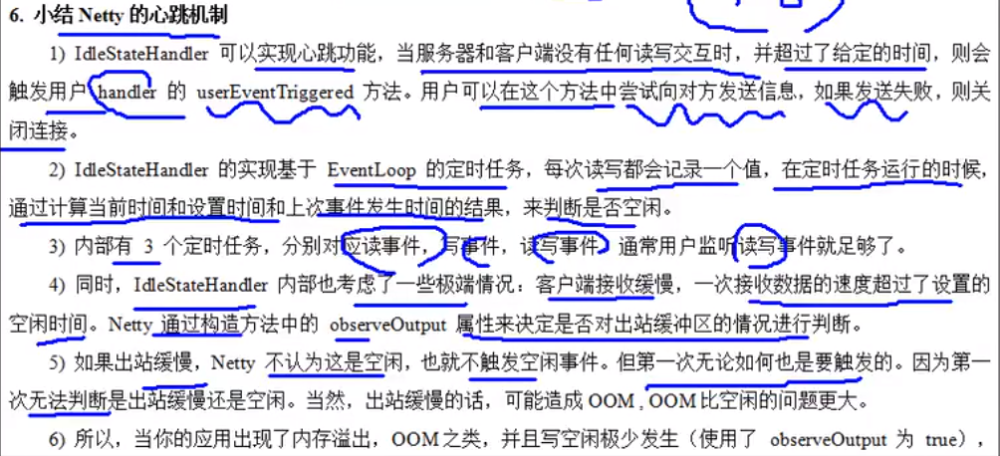 6. 小结 Netty 的心跳机制
1) IdleStateHandler 可以实现心跳功能，当服务器和客户端没有任何读写交互时，并超过了给定的时间，则会
触发用户 handler 的 userEventTriggered 方法。用户可以在这个方法中尝试向对方发送信息，如果发送失败，则关
闭连接。
2) IdleStateHandler 的实现基于 EventLoop 的定时任务，每次读写都会记录一个值，在定时任务运行的时候，
通过计算当前时间和设置时间和上次事件发生时间的结果，来判断是否空闲。
3) 内部有 3 个定时任务，分别对应读事件，写事件，读写事件。通常用户监听读写事件就足够了。
4) 同时，IdleStateHandler 内部也考虑了一些极端情况：客户端接收缓慢，一次接收数据的速度超过了设置的
空闲时间。Netty 通过构造方法中的 observeOutput 属性来决定是否对出站缓冲区的情况进行判断。
5) 如果出站缓慢，Netty 不认为这是空闲，也就不触发空闲事件。但第一次无论如何也是要触发的。因为第一
次无法判断是出站缓慢还是空闲。当然，出站缓慢的话，可能造成 OOM , OOM 比空闲的问题更大。
6) 所以，当你的应用出现了内存溢出，OOM 之类，并且写空闲极少发生（使用了 observeOutput 为 true），